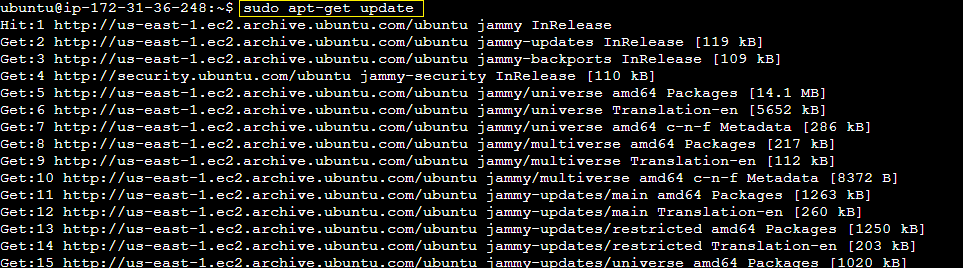 ubuntu@ip-172-31-36-248:~$ sudo apt-get update
Hit:1 http://us-east-1.ec2.archive.ubuntu.com/ubuntu jammy InRelease
Get:2 http://us-east-1.ec2.archive.ubuntu.com/ubuntu jammy-updates InRelease [119 kB]
Get:3 http://us-east-1.ec2.archive.ubuntu.com/ubuntu jammy-backports InRelease [109 kB]
Get:4 http://security.ubuntu.com/ubuntu jammy-security InRelease [110 kB]
Get:5 http://us-east-1.ec2.archive.ubuntu.com/ubuntu jammy/universe amd64 Packages [14.1 MB]
Get:6 http://us-east-1.ec2.archive.ubuntu.com/ubuntu jammy/universe Translation-en [5652 kB]
Get:7 http://us-east-1.ec2.archive.ubuntu.com/ubuntu jammy/universe amd64 c-n-f Metadata [286 kB]
Get:8 http://us-east-1.ec2.archive.ubuntu.com/ubuntu jammy/multiverse amd64 Packages [217 kB]
Get:9 http://us-east-1.ec2.archive.ubuntu.com/ubuntu jammy/multiverse Translation-en [112 kB]
Get:10 http://us-east-1.ec2.archive.ubuntu.com/ubuntu jammy/multiverse amd64 c-n-f Metadata [8372 B]
Get:11 http://us-east-1.ec2.archive.ubuntu.com/ubuntu jammy-updates/main amd64 Packages [1263 kB]
Get:12 http://us-east-1.ec2.archive.ubuntu.com/ubuntu jammy-updates/main Translation-en [260 kB]
Get:13 http://us-east-1.ec2.archive.ubuntu.com/ubuntu jammy-updates/restricted amd64 Packages [1250 kB]
Get:14 http://us-east-1.ec2.archive.ubuntu.com/ubuntu jammy-updates/restricted Translation-en [203 kB]
Get:15 http://us-east-1.ec2.archive.ubuntu.com/ubuntu jammy-updates/universe amd64 Packages [1020 kB]